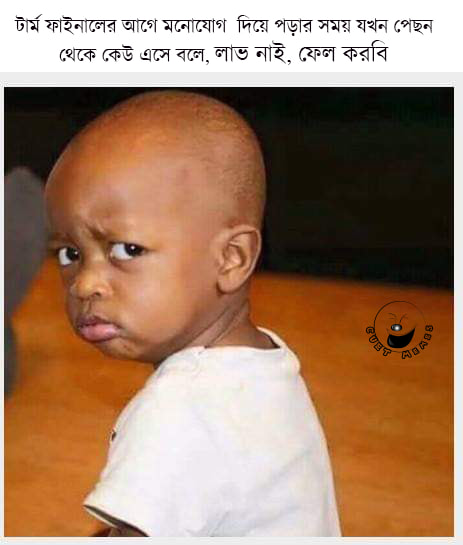 টার্ম ফাইনালের আগে মনোযোগ দিয়ে পড়ার সময় যখন পেছন
থেকে কেউ এসে বলে, লাভ নাই, ফেল করবি
CUET MEMES